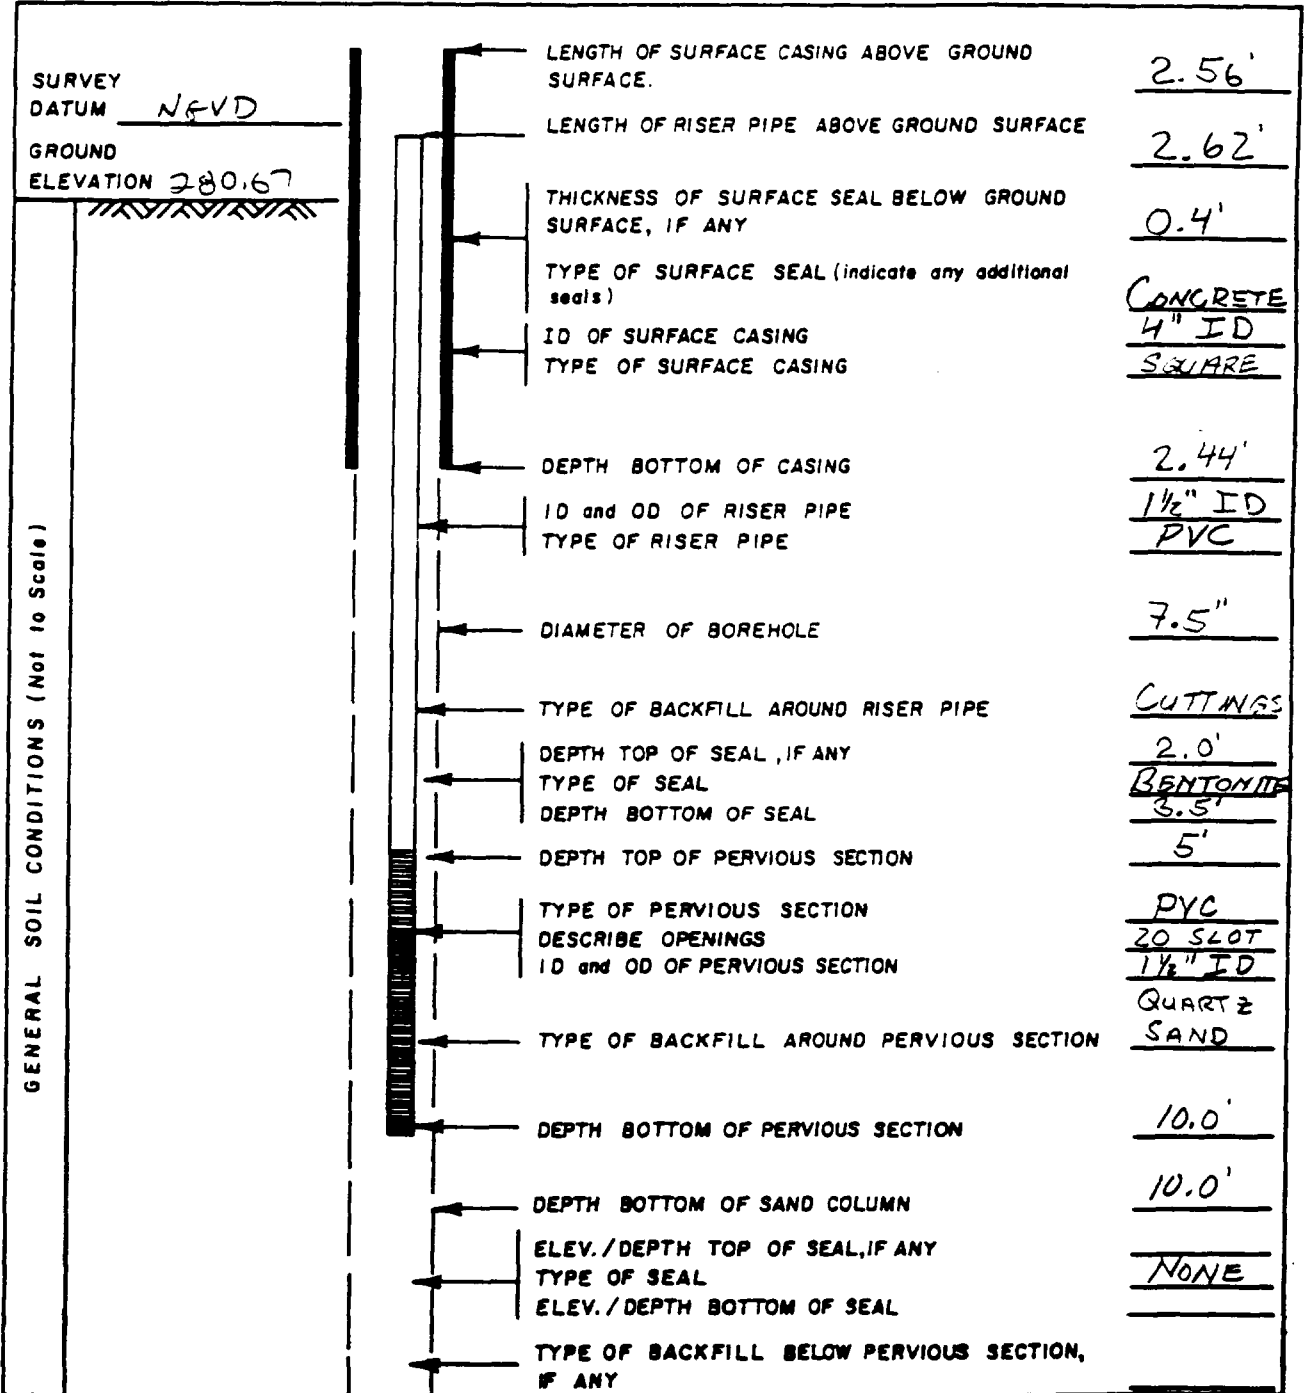 LENGTH OF SURFACE CASING ABOVE GROUND
SURFACE.
2.56'
SURVEY
DATUM NGVD
LENGTH OF RISER PIPE ABOVE GROUND SURFACE
2.62'
GROUND
ELEVATION 280.67
THICKNESS OF SURFACE SEAL BELOW GROUND
SURFACE, IF ANY
0.4'
TYPE OF SURFACE SEAL (indicate any additional
seals)
CONCRETE
ID OF SURFACE CASING
4" ID
TYPE OF SURFACE CASING
SQUARE
DEPTH BOTTOM OF CASING
2.44'
ID and OD OF RISER PIPE
1½" ID
TYPE OF RISER PIPE
PVC
DIAMETER OF BOREHOLE
7.5"
TYPE OF BACKFILL AROUND RISER PIPE
CUTTINGS
DEPTH TOP OF SEAL, IF ANY
2.0'
TYPE OF SEAL
BENTONITE
DEPTH BOTTOM OF SEAL
3.5'
DEPTH TOP OF PERVIOUS SECTION
5'
TYPE OF PERVIOUS SECTION
PVC
DESCRIBE OPENINGS
20 SLOT
ID and OD OF PERVIOUS SECTION
1½" ID
QUARTZ
TYPE OF BACKFILL AROUND PERVIOUS SECTION
SAND
DEPTH BOTTOM OF PERVIOUS SECTION
10.0'
DEPTH BOTTOM OF SAND COLUMN
10.0'
ELEV./DEPTH TOP OF SEAL, IF ANY
TYPE OF SEAL
NONE
ELEV./DEPTH BOTTOM OF SEAL
TYPE OF BACKFILL BELOW PERVIOUS SECTION,
IF ANY
GENERAL SOIL CONDITIONS (Not to Scale)